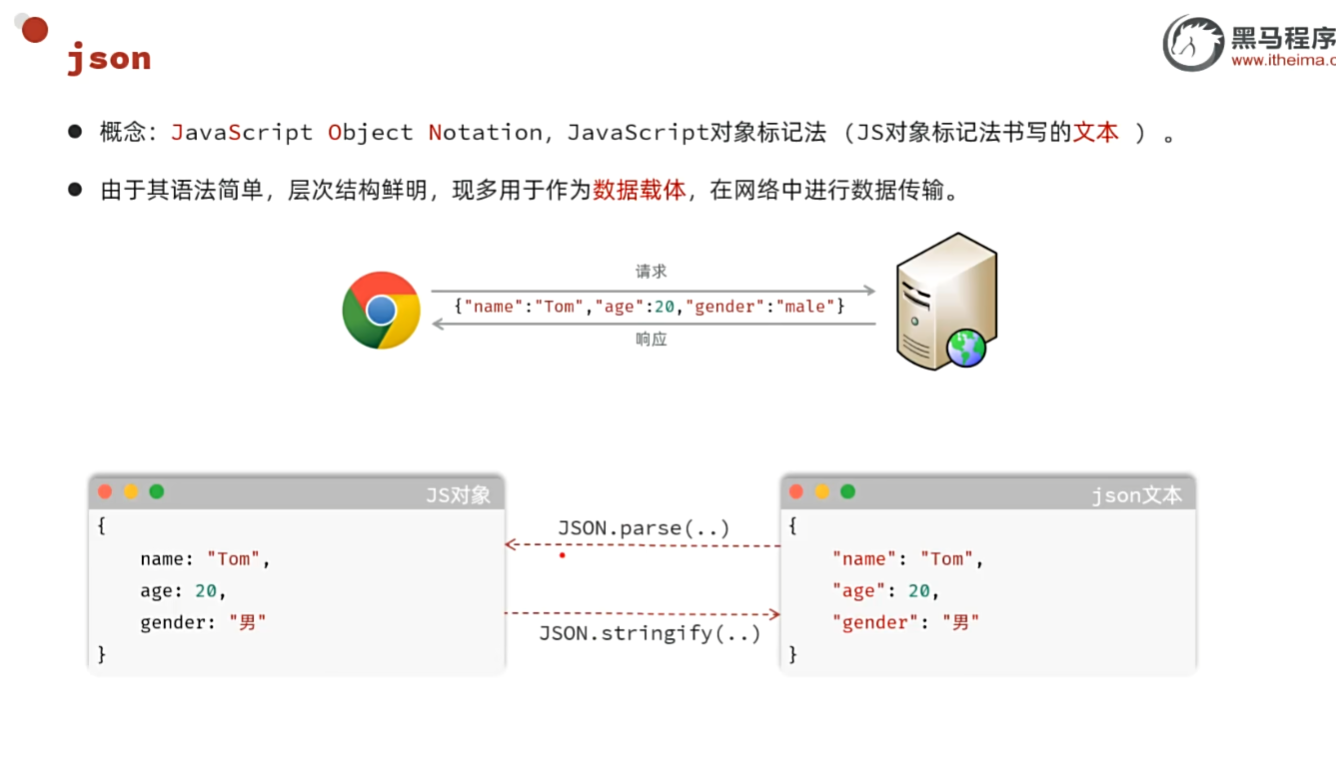 json
黑马程序
www.itheima.c
● 概念：JavaScript Object Notation，JavaScript对象标记法（JS对象标记法书写的文本 ）。
● 由于其语法简单，层次结构鲜明，现多用于作为数据载体，在网络中进行数据传输。
请求
{"name":"Tom","age":20,"gender":"male"}
响应
JS对象
{
name: "Tom",
age: 20,
gender: "男"
}
JSON.parse(..)
JSON.stringify(..)
json文本
{
"name": "Tom",
"age": 20,
"gender": "男"
}